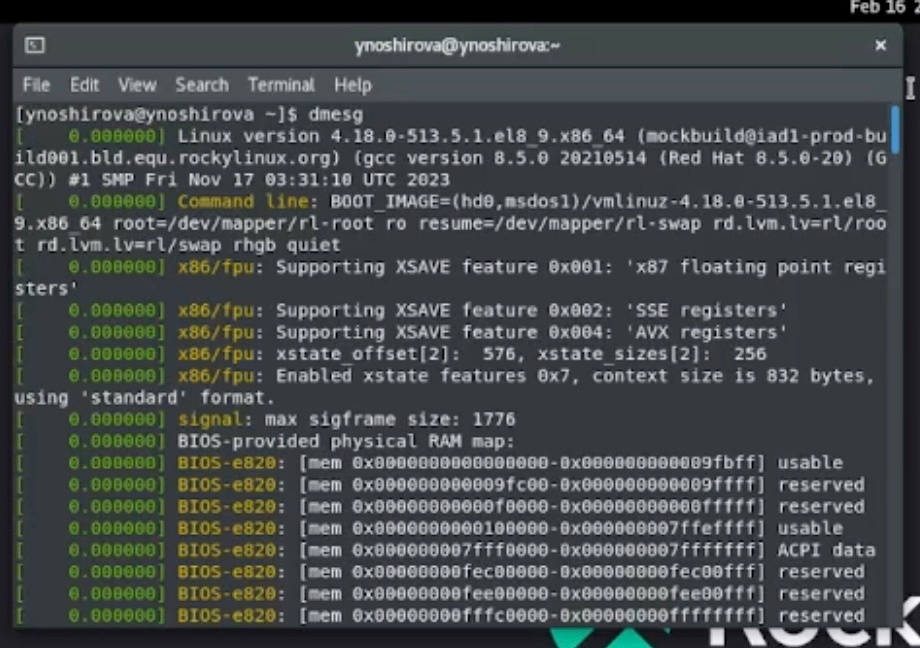 Feb 16
ynoshirova@ynoshirova:~
File Edit View Search Terminal Help
[ynoshirova@ynoshirova ~]$ dmesg
[    0.000000] Linux version 4.18.0-513.5.1.el8_9.x86_64 (mockbuild@iad1-prod-bu
ild001.bld.equ.rockylinux.org) (gcc version 8.5.0 20210514 (Red Hat 8.5.0-20) (G
CC)) #1 SMP Fri Nov 17 03:31:10 UTC 2023
[    0.000000] Command line: BOOT_IMAGE=(hd0,msdos1)/vmlinuz-4.18.0-513.5.1.el8_
9.x86_64 root=/dev/mapper/rl-root ro resume=/dev/mapper/rl-swap rd.lvm.lv=rl/roo
t rd.lvm.lv=rl/swap rhgb quiet
[    0.000000] x86/fpu: Supporting XSAVE feature 0x001: 'x87 floating point regi
sters'
[    0.000000] x86/fpu: Supporting XSAVE feature 0x002: 'SSE registers'
[    0.000000] x86/fpu: Supporting XSAVE feature 0x004: 'AVX registers'
[    0.000000] x86/fpu: xstate_offset[2]:  576, xstate_sizes[2]:  256
[    0.000000] x86/fpu: Enabled xstate features 0x7, context size is 832 bytes,
using 'standard' format.
[    0.000000] signal: max sigframe size: 1776
[    0.000000] BIOS-provided physical RAM map:
[    0.000000] BIOS-e820: [mem 0x0000000000000000-0x000000000009fbff] usable
[    0.000000] BIOS-e820: [mem 0x000000000009fc00-0x000000000009ffff] reserved
[    0.000000] BIOS-e820: [mem 0x00000000000f0000-0x00000000000fffff] reserved
[    0.000000] BIOS-e820: [mem 0x0000000000100000-0x000000007ffeffff] usable
[    0.000000] BIOS-e820: [mem 0x000000007fff0000-0x000000007fffffff] ACPI data
[    0.000000] BIOS-e820: [mem 0x00000000fec00000-0x00000000fec00fff] reserved
[    0.000000] BIOS-e820: [mem 0x00000000fee00000-0x00000000fee00fff] reserved
[    0.000000] BIOS-e820: [mem 0x00000000fffc0000-0x00000000ffffffff] reserved